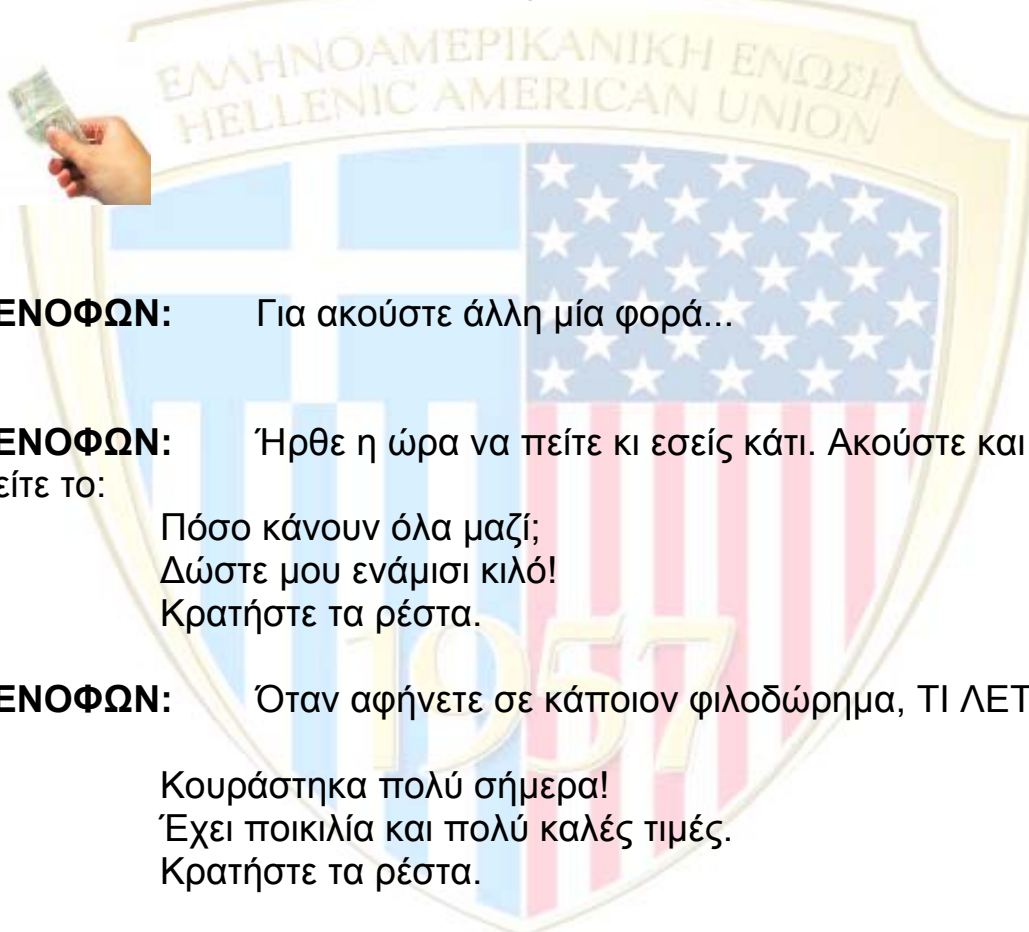 ΕΛΛΗΝΟΑΜΕΡΙΚΑΝΙΚΗ ΕΝΩΣΗ
HELLENIC AMERICAN UNION
ΕΝΟΦΩΝ: Για ακούστε άλλη μία φορά...
ΕΝΟΦΩΝ: Ήρθε η ώρα να πείτε κι εσείς κάτι. Ακούστε και
είτε το:
Πόσο κάνουν όλα μαζί;
Δώστε μου ενάμισι κιλό!
Κρατήστε τα ρέστα.
1957
ΕΝΟΦΩΝ: Όταν αφήνετε σε κάποιον φιλοδώρημα, ΤΙ ΛΕΤ
Κουράστηκα πολύ σήμερα!
Έχει ποικιλία και πολύ καλές τιμές.
Κρατήστε τα ρέστα.